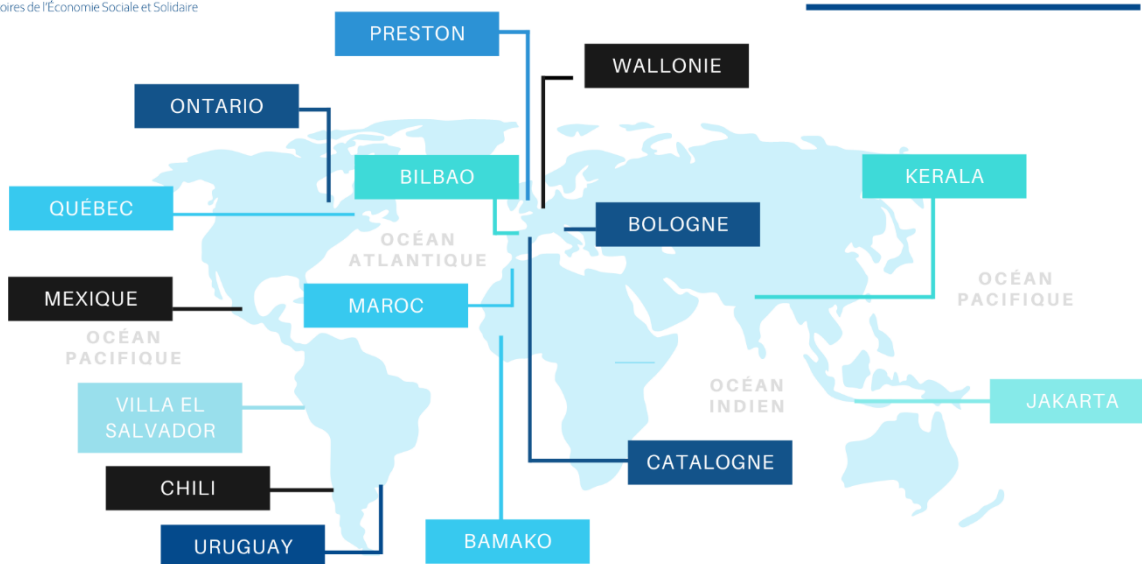 oires de l'Économie Sociale et Solidaire
PRESTON
WALLONIE
ONTARIO
BILBAO
KERALA
QUÉBEC
BOLOGNE
OCÉAN
ATLANTIQUE
MEXIQUE
MAROC
OCÉAN
PACIFIQUE
OCÉAN
PACIFIQUE
VILLA EL
SALVADOR
OCÉAN
INDIEN
JAKARTA
CATALOGNE
CHILI
URUGUAY
BAMAKO